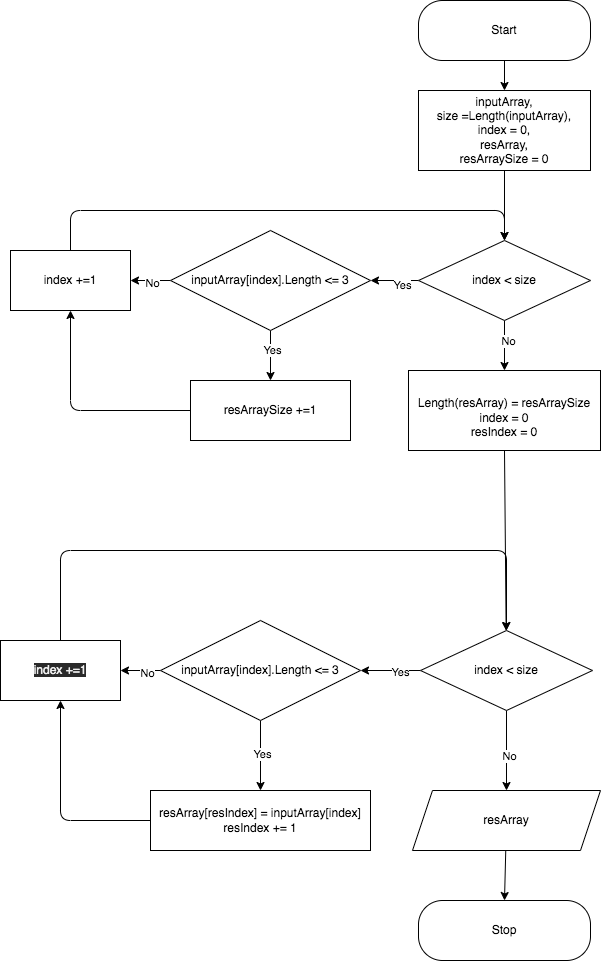 Start
inputArray,
size =Length(inputArray),
index = 0,
resArray,
resArraySize = 0
index +=1
No
inputArray[index].Length <= 3
Yes
index < size
Yes
No
resArraySize +=1
Length(resArray) = resArraySize
index = 0
resIndex = 0
index +=1
No
inputArray[index].Length <= 3
Yes
index < size
Yes
No
resArray[resIndex] = inputArray[index]
resIndex += 1
resArray
Stop